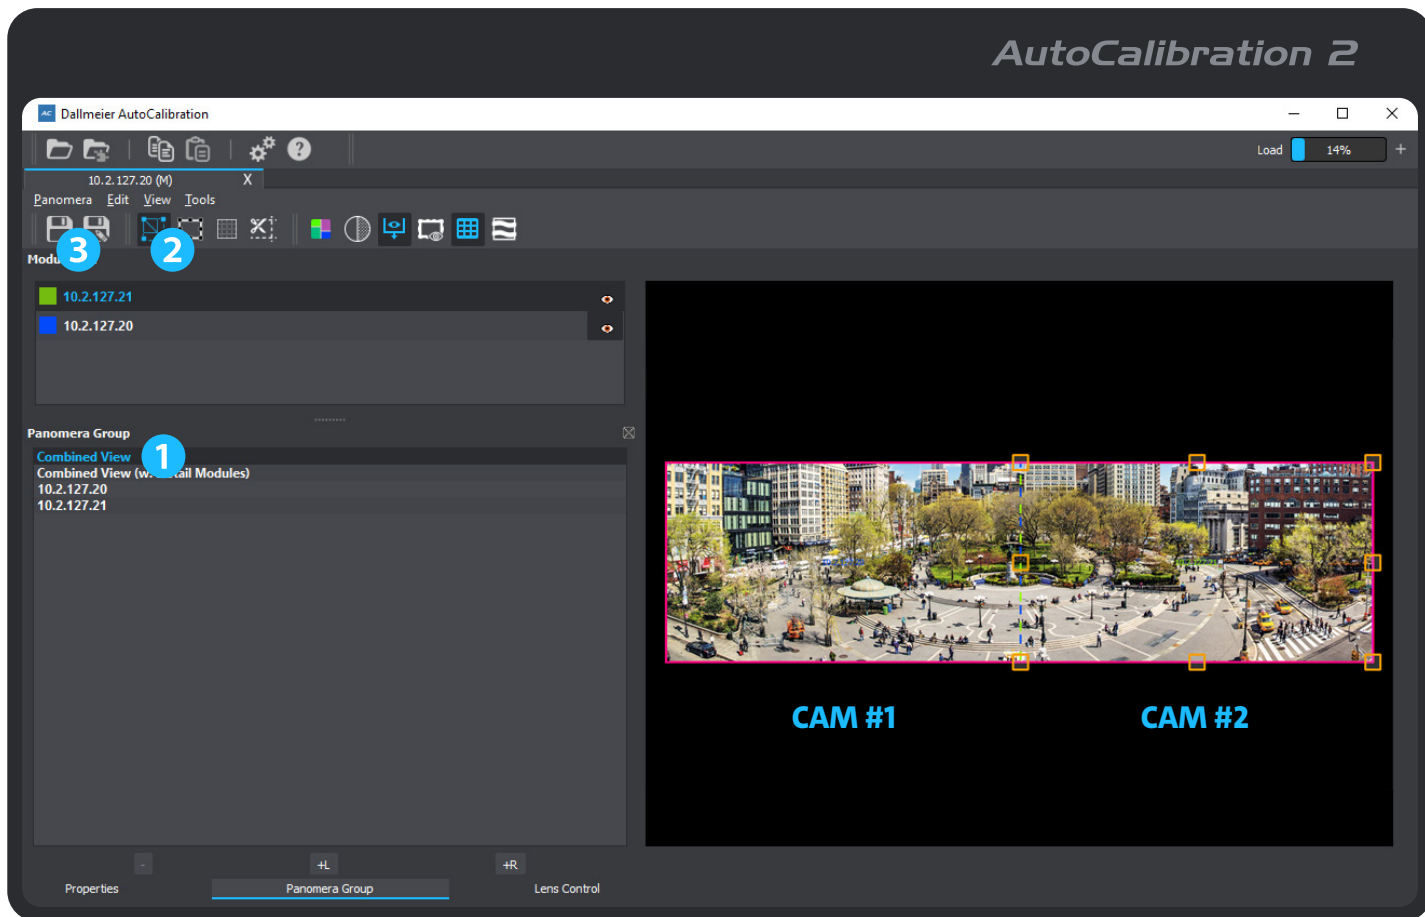 AutoCalibration 2
AC Dallmeier AutoCalibration
Load 14% +
10.2.127.20 (M) X
Panomera Edit View Tools
3 2
10.2.127.21
10.2.127.20
Panomera Group
Combined View 1
Combined View
Modules)
10.2.127.20
10.2.127.21
CAM #1 CAM #2
- +L +R
Properties Panomera Group Lens Control